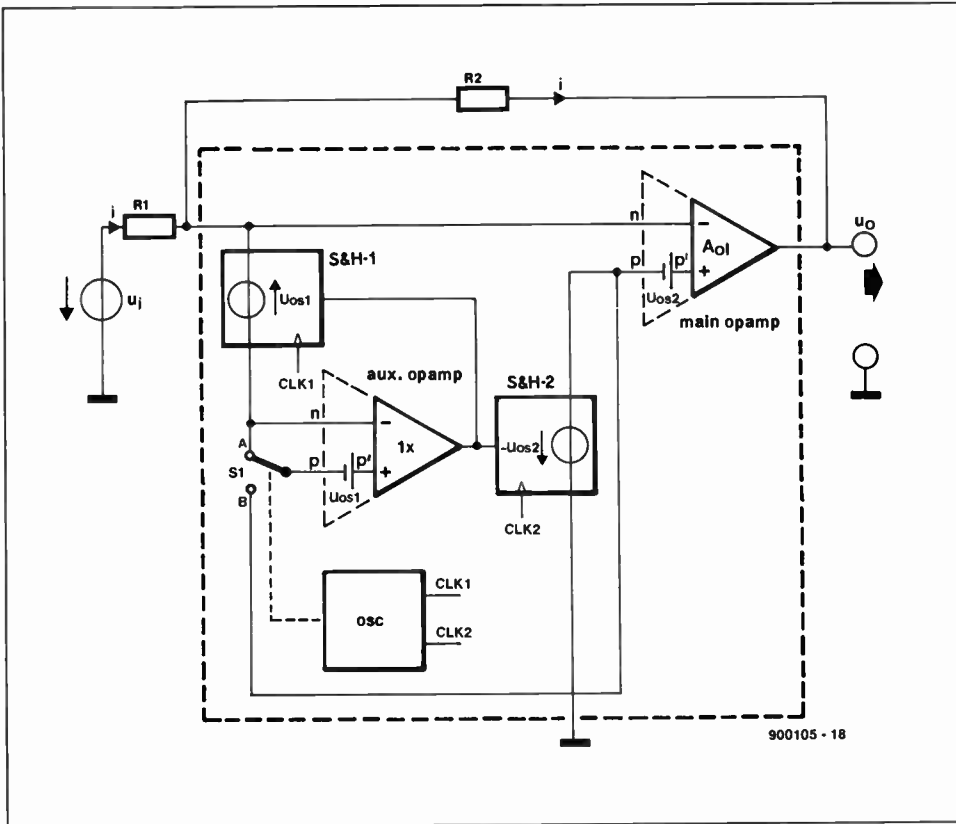 R2
i
i
R1
n
−
uo
S&H-1
Aol
p
p'
+
Uos1
Uos2
ui
main opamp
CLK1
aux. opamp
S&H-2
n
−
A
1x
-Uos2
S1
p
p'
+
B
Uos1
CLK2
CLK1
osc
CLK2
900105 - 18